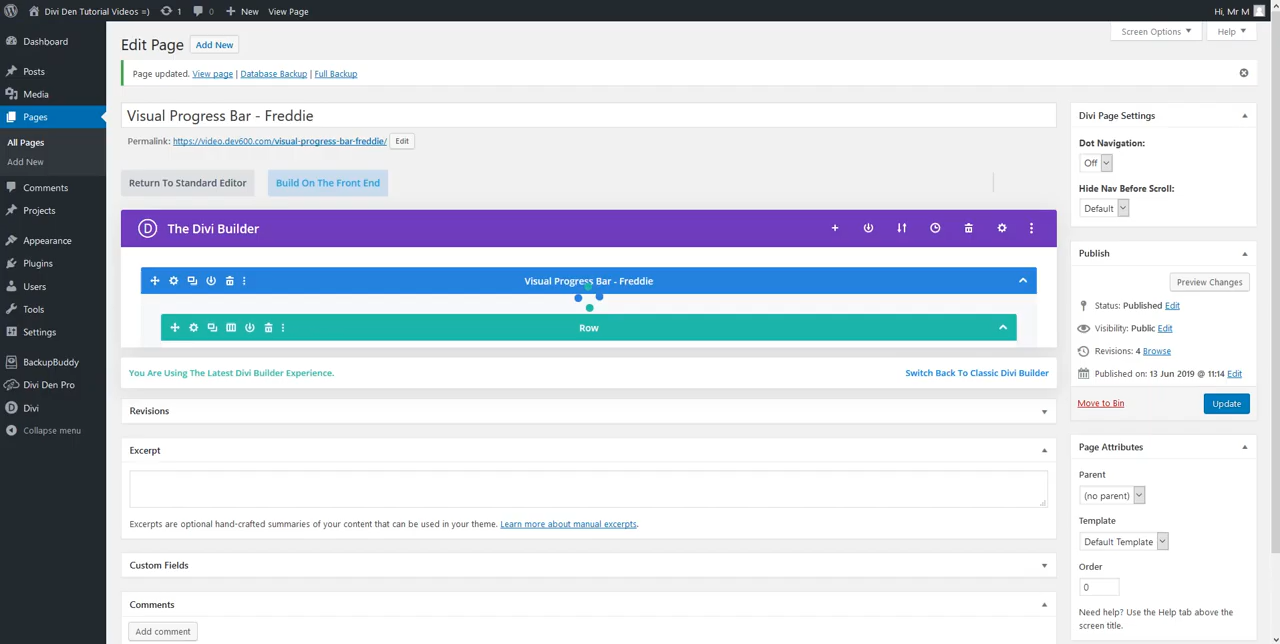 Divi Den Tutorial Videos =) 1 0 New View Page Hi, Mr M
Dashboard
Posts
Media
Pages
All Pages
Add New
Comments
Projects
Appearance
Plugins
Users
Tools
Settings
BackupBuddy
Divi Den Pro
Divi
Collapse menu
Screen Options Help
Edit Page Add New
Page updated. View page | Database Backup | Full Backup
Visual Progress Bar - Freddie
Permalink: https://video.dev600.com/visual-progress-bar-freddie/ Edit
Return To Standard Editor Build On The Front End
D The Divi Builder
Visual Progress Bar - Freddie
Row
You Are Using The Latest Divi Builder Experience. Switch Back To Classic Divi Builder
Revisions
Excerpt
Excerpts are optional hand-crafted summaries of your content that can be used in your theme. Learn more about manual excerpts.
Custom Fields
Comments
Add comment
Divi Page Settings
Dot Navigation:
Off
Hide Nav Before Scroll:
Default
Publish
Preview Changes
Status: Published Edit
Visibility: Public Edit
Revisions: 4 Browse
Published on: 13 Jun 2019 @ 11:14 Edit
Move to Bin Update
Page Attributes
Parent
(no parent)
Template
Default Template
Order
0
Need help? Use the Help tab above the
screen title.